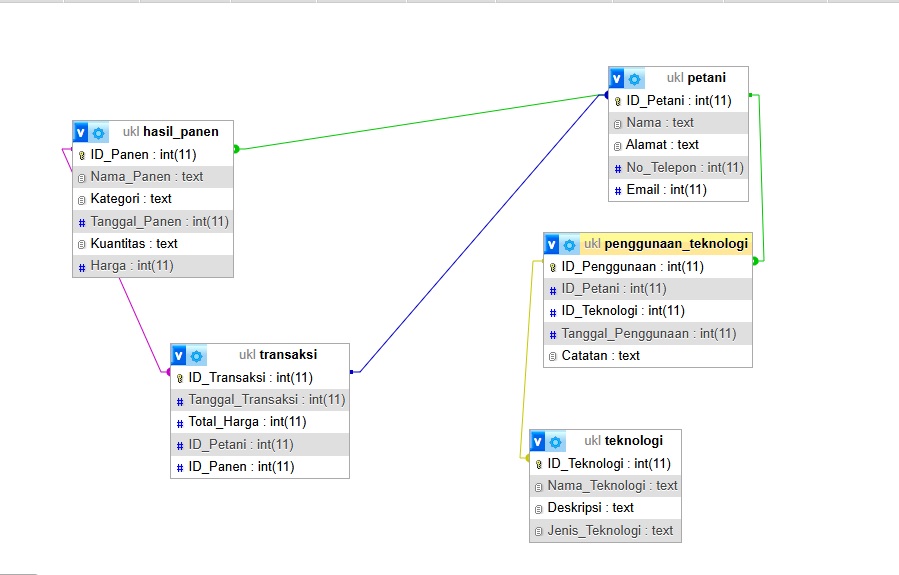 ukl petani
ID_Petani : int(11)
Nama : text
Alamat : text
# No_Telepon : int(11)
# Email : int(11)
ukl hasil_panen
ID_Panen : int(11)
Nama_Panen : text
Kategori : text
# Tanggal_Panen : int(11)
Kuantitas : text
# Harga : int(11)
ukl penggunaan_teknologi
ID_Penggunaan : int(11)
# ID_Petani : int(11)
# ID_Teknologi : int(11)
# Tanggal_Penggunaan : int(11)
Catatan : text
ukl transaksi
ID_Transaksi : int(11)
# Tanggal_Transaksi : int(11)
# Total_Harga : int(11)
# ID_Petani : int(11)
# ID_Panen : int(11)
ukl teknologi
ID_Teknologi : int(11)
Nama_Teknologi : text
Deskripsi : text
Jenis_Teknologi : text